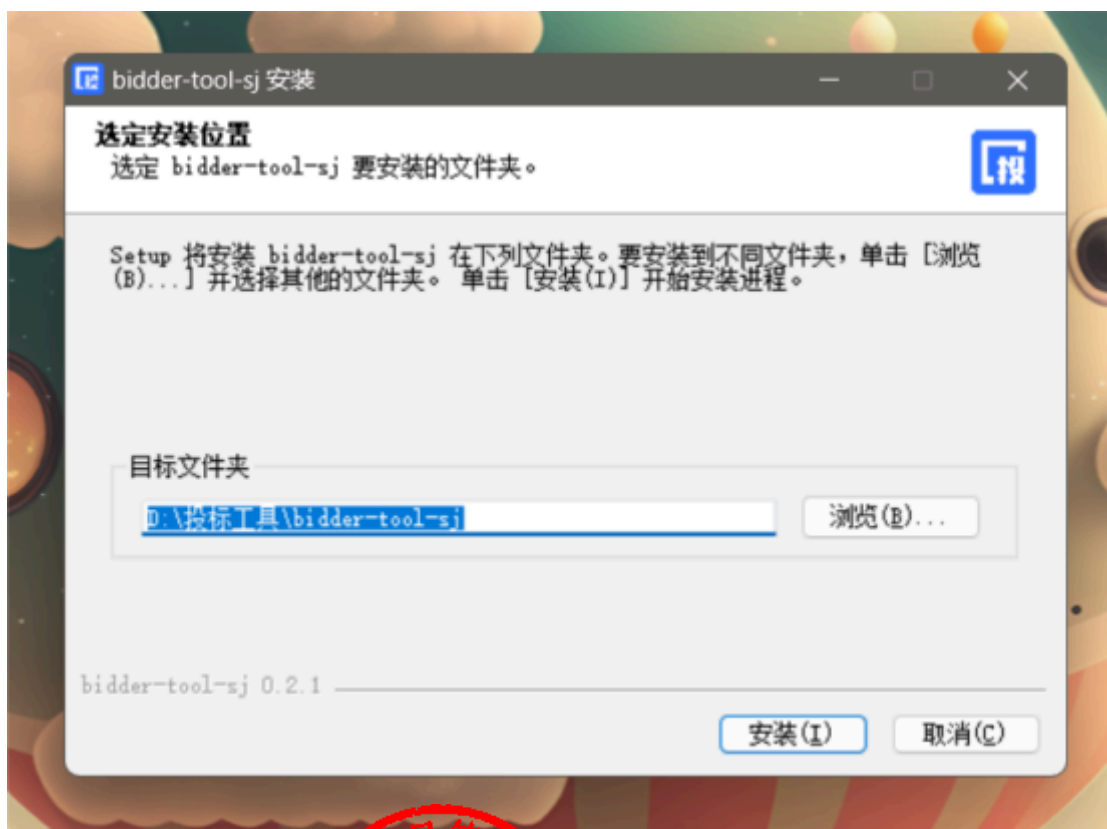 bidder-tool-sj 安装
选定安装位置
选定 bidder-tool-sj 要安装的文件夹。
投
Setup 将安装 bidder-tool-sj 在下列文件夹。要安装到不同文件夹，单击 [浏览
(B)...] 并选择其他的文件夹。 单击 [安装(I)] 开始安装进程。
目标文件夹
D:\投标工具\bidder-tool-sj
浏览(B)...
bidder-tool-sj 0.2.1
安装(I)
取消(C)